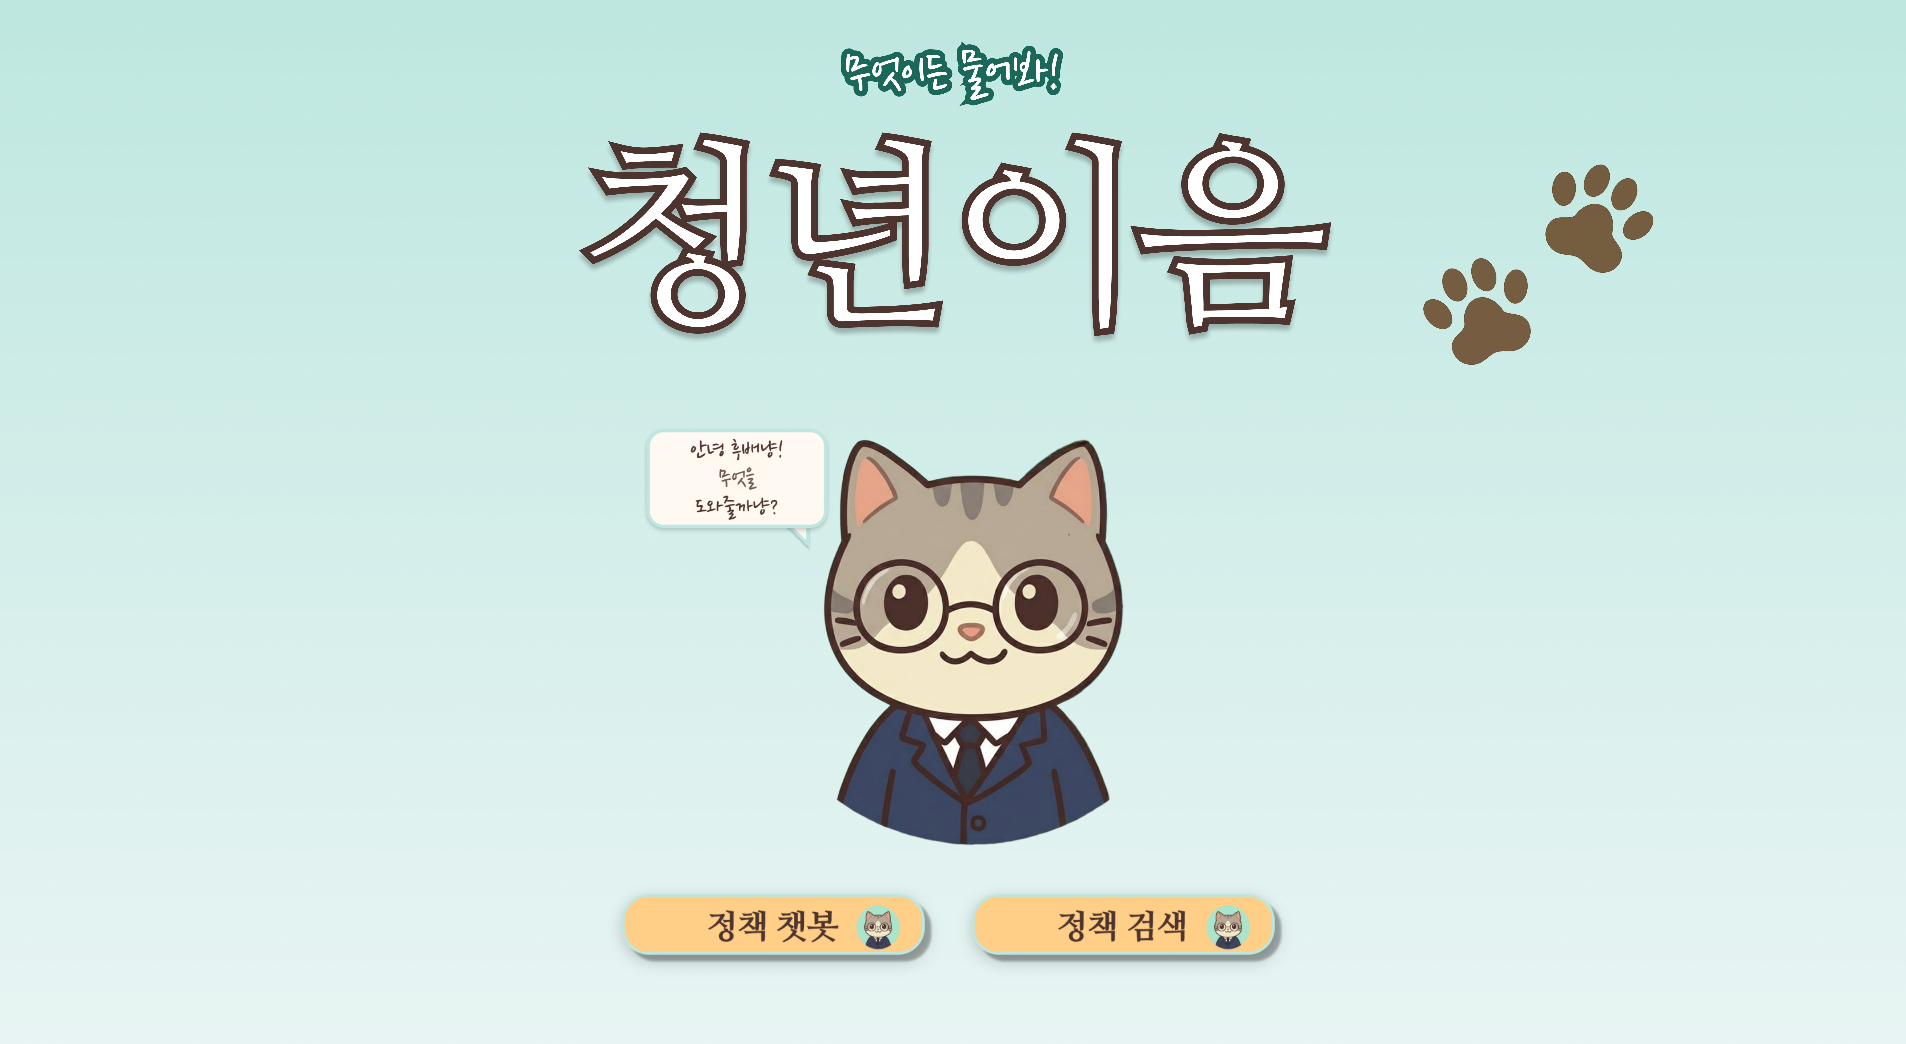 무엇이든 물어봐!
청년이음
안녕 후배냥!
무엇을
도와줄까냥?
정책 챗봇
정책 검색